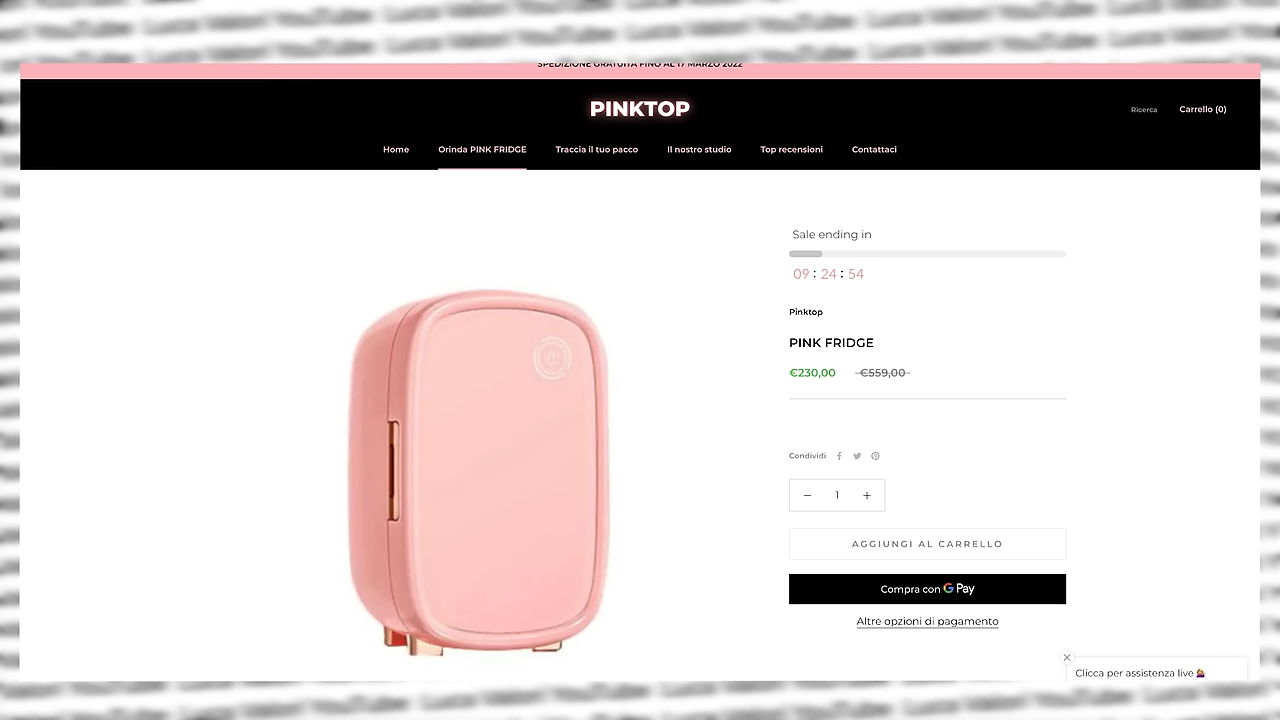 SPEDIZIONE GRATUITA FINO AL 17 MARZO 2022
PINKTOP
Ricerca
Carrello (0)
Home
Orinda PINK FRIDGE
Traccia il tuo pacco
Il nostro studio
Top recensioni
Contattaci
Sale ending in
09 : 24 : 54
Pinktop
PINK FRIDGE
€230,00 €559,00
Condividi
1
AGGIUNGI AL CARRELLO
Compra con G Pay
Altre opzioni di pagamento
Clicca per assistenza live